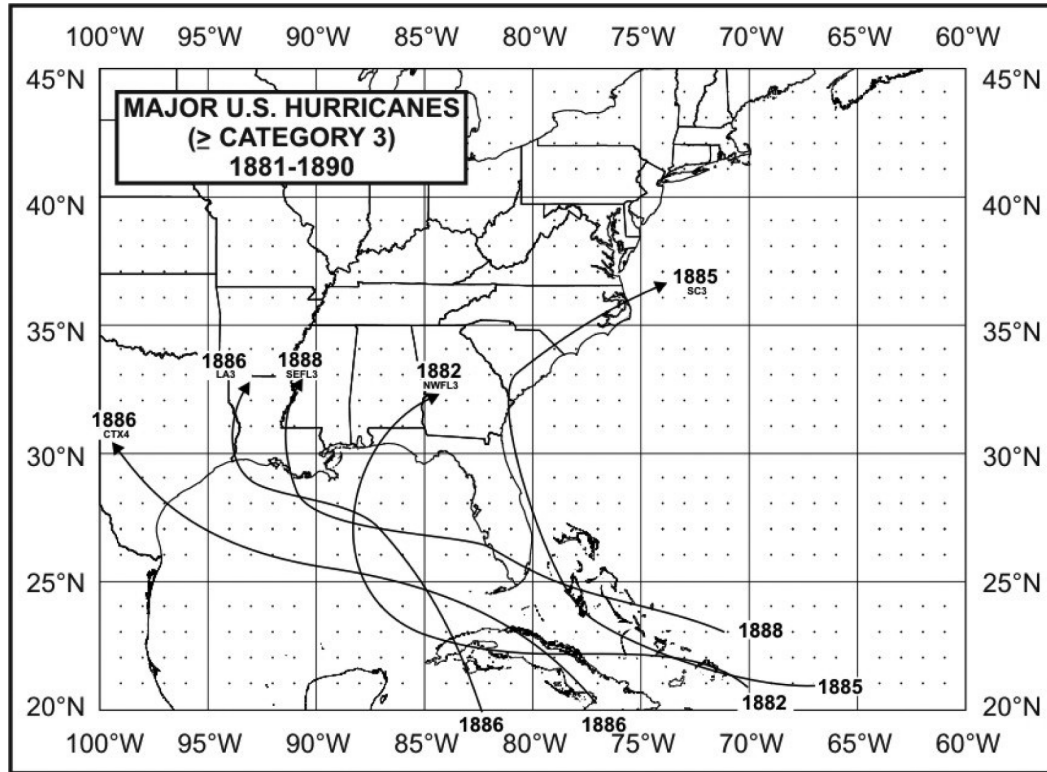 100°W 95°W 90°W 85°W 80°W 75°W 70°W 65°W 60°W
45°N 45°N
MAJOR U.S. HURRICANES
(≥ CATEGORY 3)
1881-1890
40°N 40°N
1885
SC3
35°N 35°N
1886
LA3
1888
SEFL3
1882
NWFL3
1886
CTX4
30°N 30°N
25°N 25°N
1888
1885
1882
20°N 20°N
1886 1886
100°W 95°W 90°W 85°W 80°W 75°W 70°W 65°W 60°W